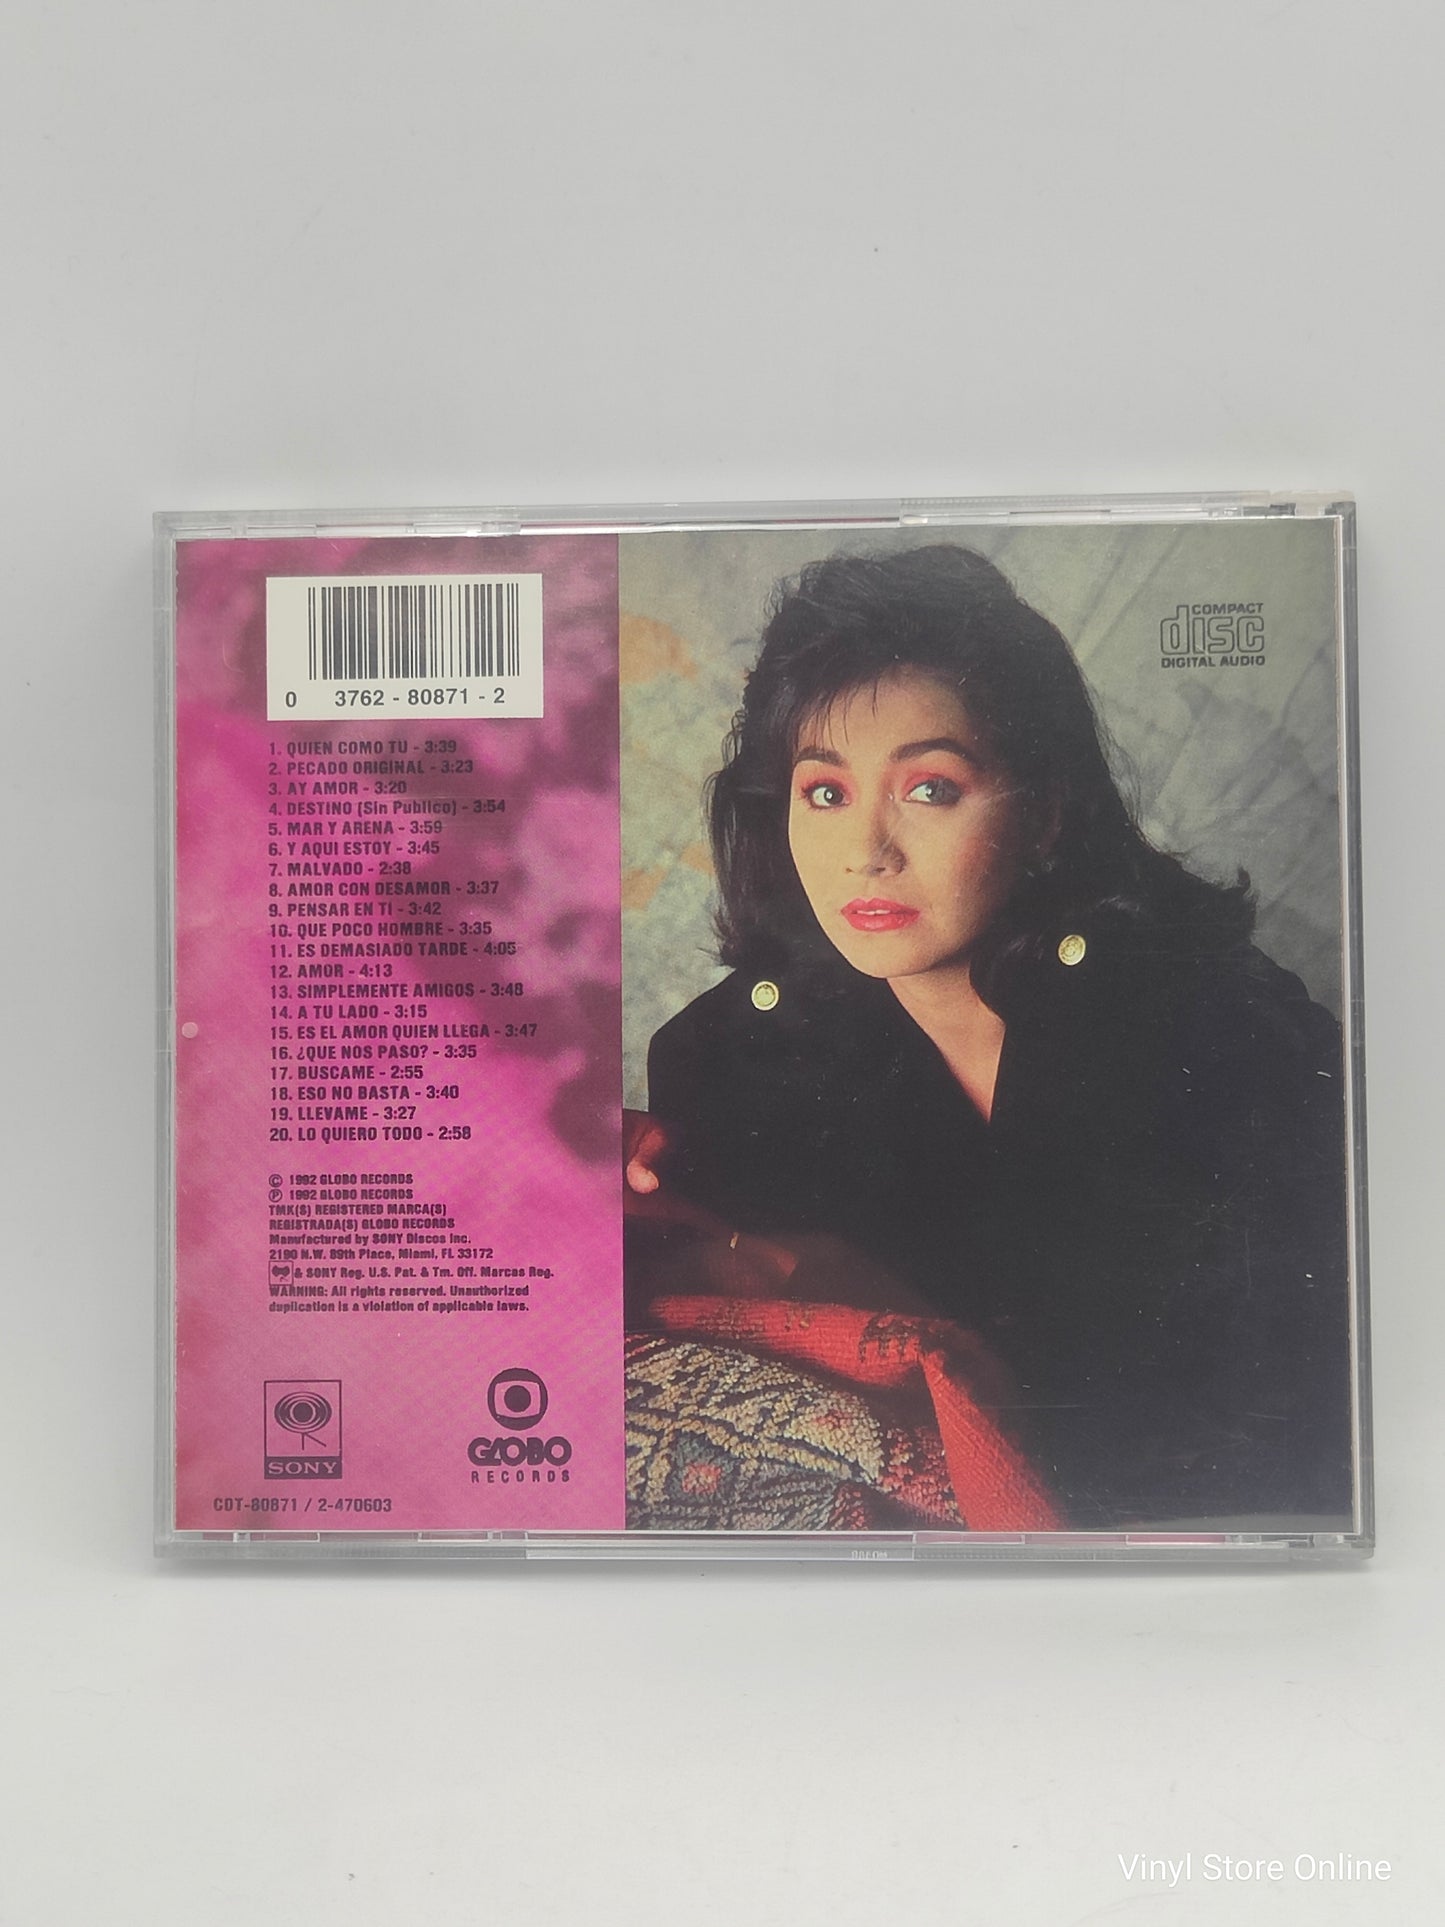 0 3762 - 80871 - 2
COMPACT
disc
DIGITAL AUDIO
1. QUIEN COMO TU - 3:39
2. PECADO ORIGINAL - 3:23
3. AY AMOR - 3:20
4. DESTINO (Sin Publico) - 3:54
5. MAR Y ARENA - 3:59
6. Y AQUI ESTOY - 3:45
7. MALVADO - 2:38
8. AMOR CON DESAMOR - 3:37
9. PENSAR EN TI - 3:42
10. QUE POCO HOMBRE - 3:35
11. ES DEMASIADO TARDE - 4:05
12. AMOR - 4:13
13. SIMPLEMENTE AMIGOS - 3:48
14. A TU LADO - 3:15
15. ES EL AMOR QUIEN LLEGA - 3:47
16. ¿QUE NOS PASO? - 3:35
17. BUSCAME - 2:55
18. ESO NO BASTA - 3:40
19. LLEVAME - 3:27
20. LO QUIERO TODO - 2:58
© 1992 GLOBO RECORDS
℗ 1992 GLOBO RECORDS
TMK(S) REGISTERED MARCA(S)
REGISTRADA(S) GLOBO RECORDS
Manufactured by SONY Discos Inc.
2190 N.W. 89th Place, Miami, FL 33172
& SONY Reg. U.S. Pat. & Tm. Off. Marcas Reg.
WARNING: All rights reserved. Unauthorized
duplication is a violation of applicable laws.
SONY
GLOBO
RECORDS
CDT-80871 / 2-470603
Vinyl Store Online